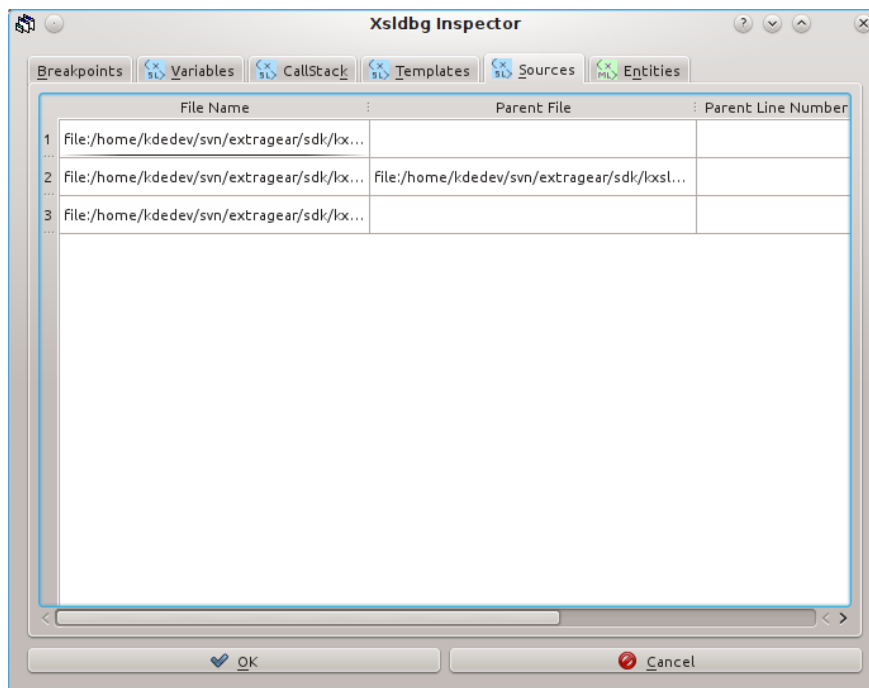 Xsldbg Inspector
Breakpoints Variables CallStack Templates Sources Entities
File Name Parent File Parent Line Number
1 file:/home/kdedev/svn/extragear/sdk/kx...
2 file:/home/kdedev/svn/extragear/sdk/kx... file:/home/kdedev/svn/extragear/sdk/kxsl...
3 file:/home/kdedev/svn/extragear/sdk/kx...
OK Cancel